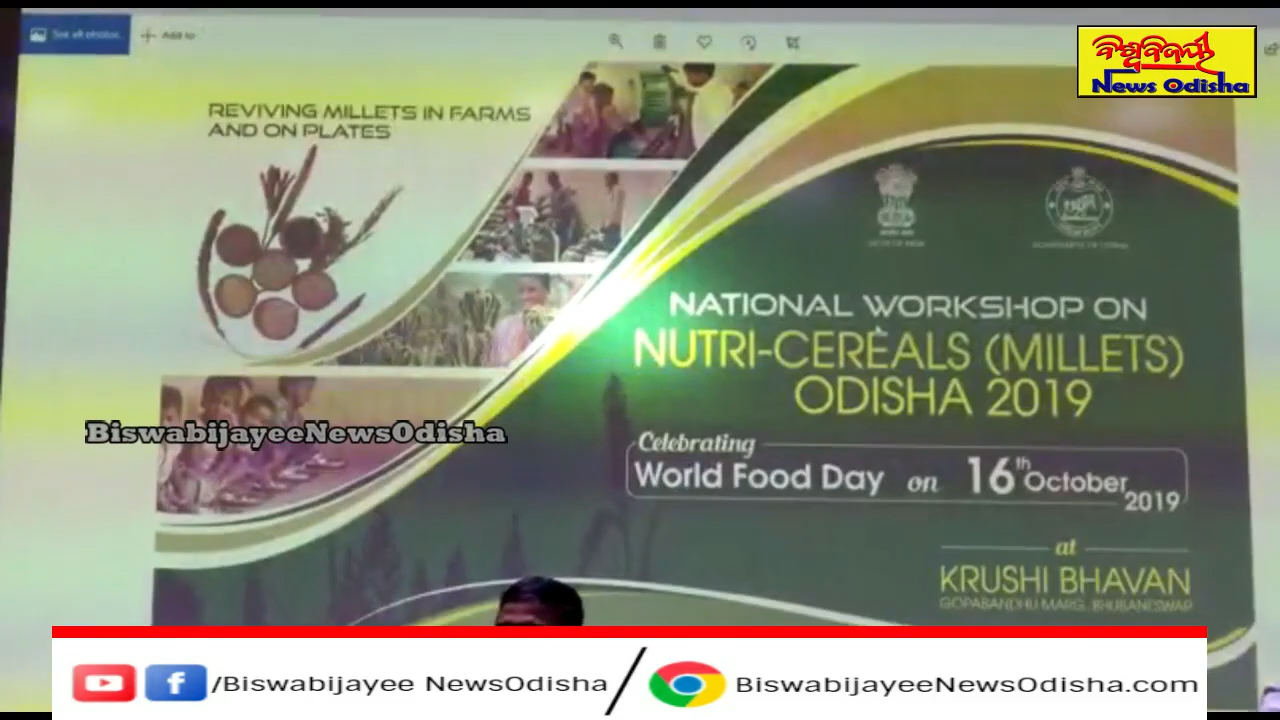 See all photos
Add to
ବିଶ୍ୱବିଜୟୀ
News Odisha
REVIVING MILLETS IN FARMS
AND ON PLATES
NATIONAL WORKSHOP ON
NUTRI-CEREALS (MILLETS)
ODISHA 2019
BiswabijayeeNewsOdisha
Celebrating
World Food Day on 16th October 2019
at
KRUSHI BHAVAN
GOPABANDHU MARG, BHUBANESWAR
/Biswabijayee NewsOdisha
BiswabijayeeNewsOdisha.com